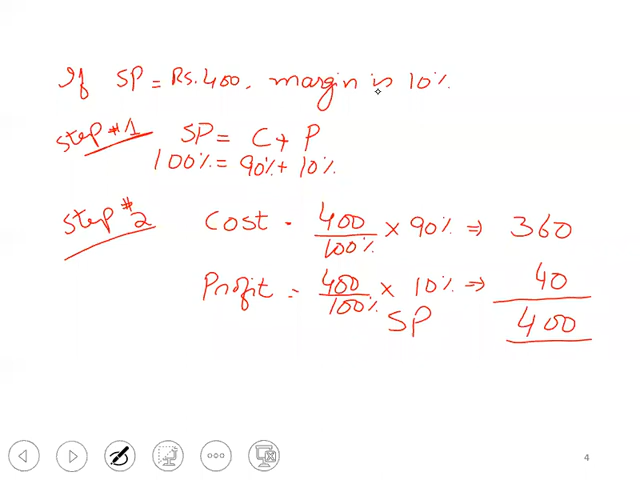 If SP = Rs. 400, margin is 10%.
Step #1 SP = C + P
100% = 90% + 10%
Step #2 Cost = 400/100% × 90% ⇒ 360
Profit = 400/100% × 10% ⇒ 40
SP 400
4